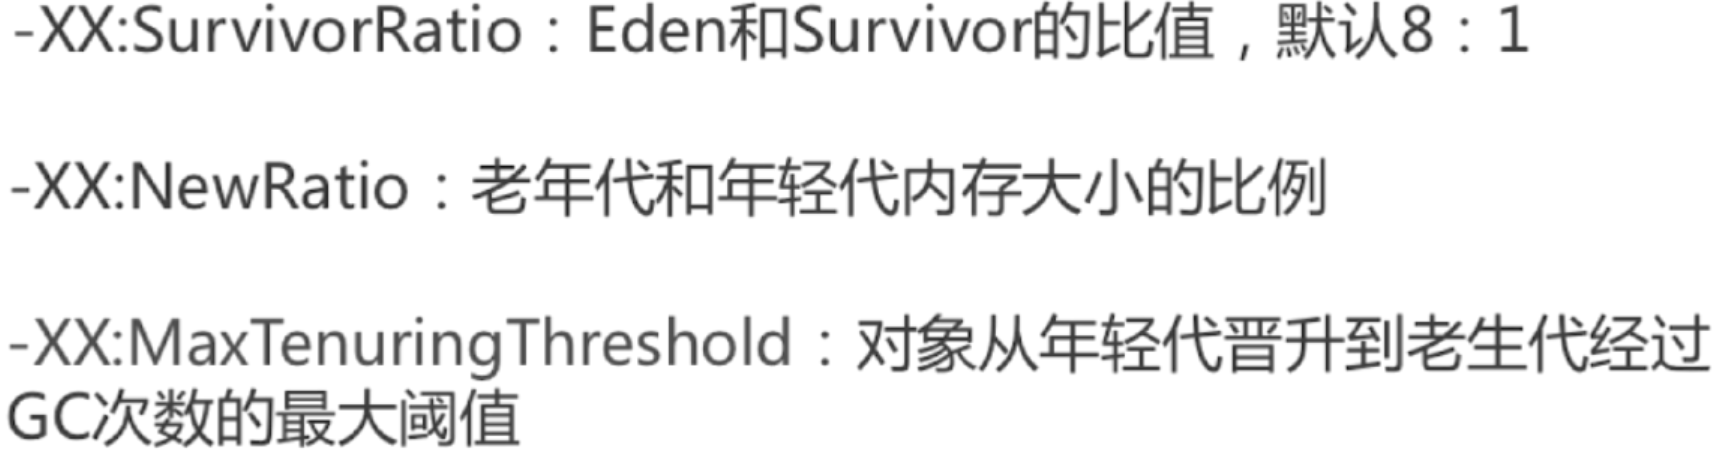 -XX:SurvivorRatio：Eden和Survivor的比值，默认8：1
-XX:NewRatio：老年代和年轻代内存大小的比例
-XX:MaxTenuringThreshold：对象从年轻代晋升到老生代经过
GC次数的最大阈值